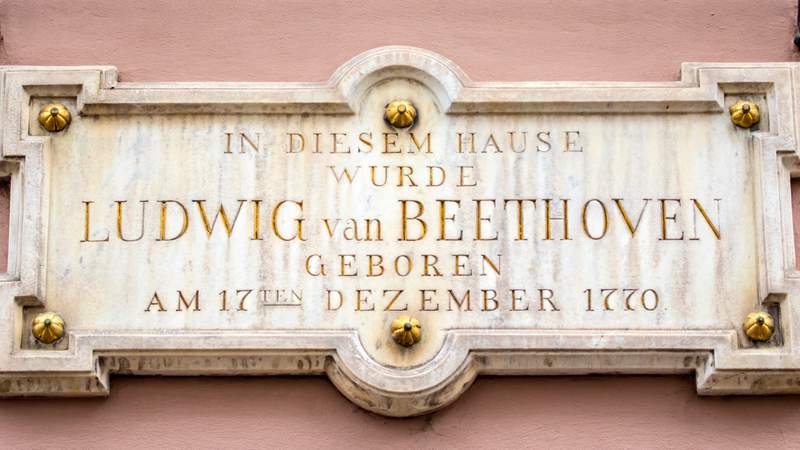 IN DIESEM HAUSE
WURDE
LUDWIG van BEETHOVEN
GEBOREN
AM 17TEN DEZEMBER 1770